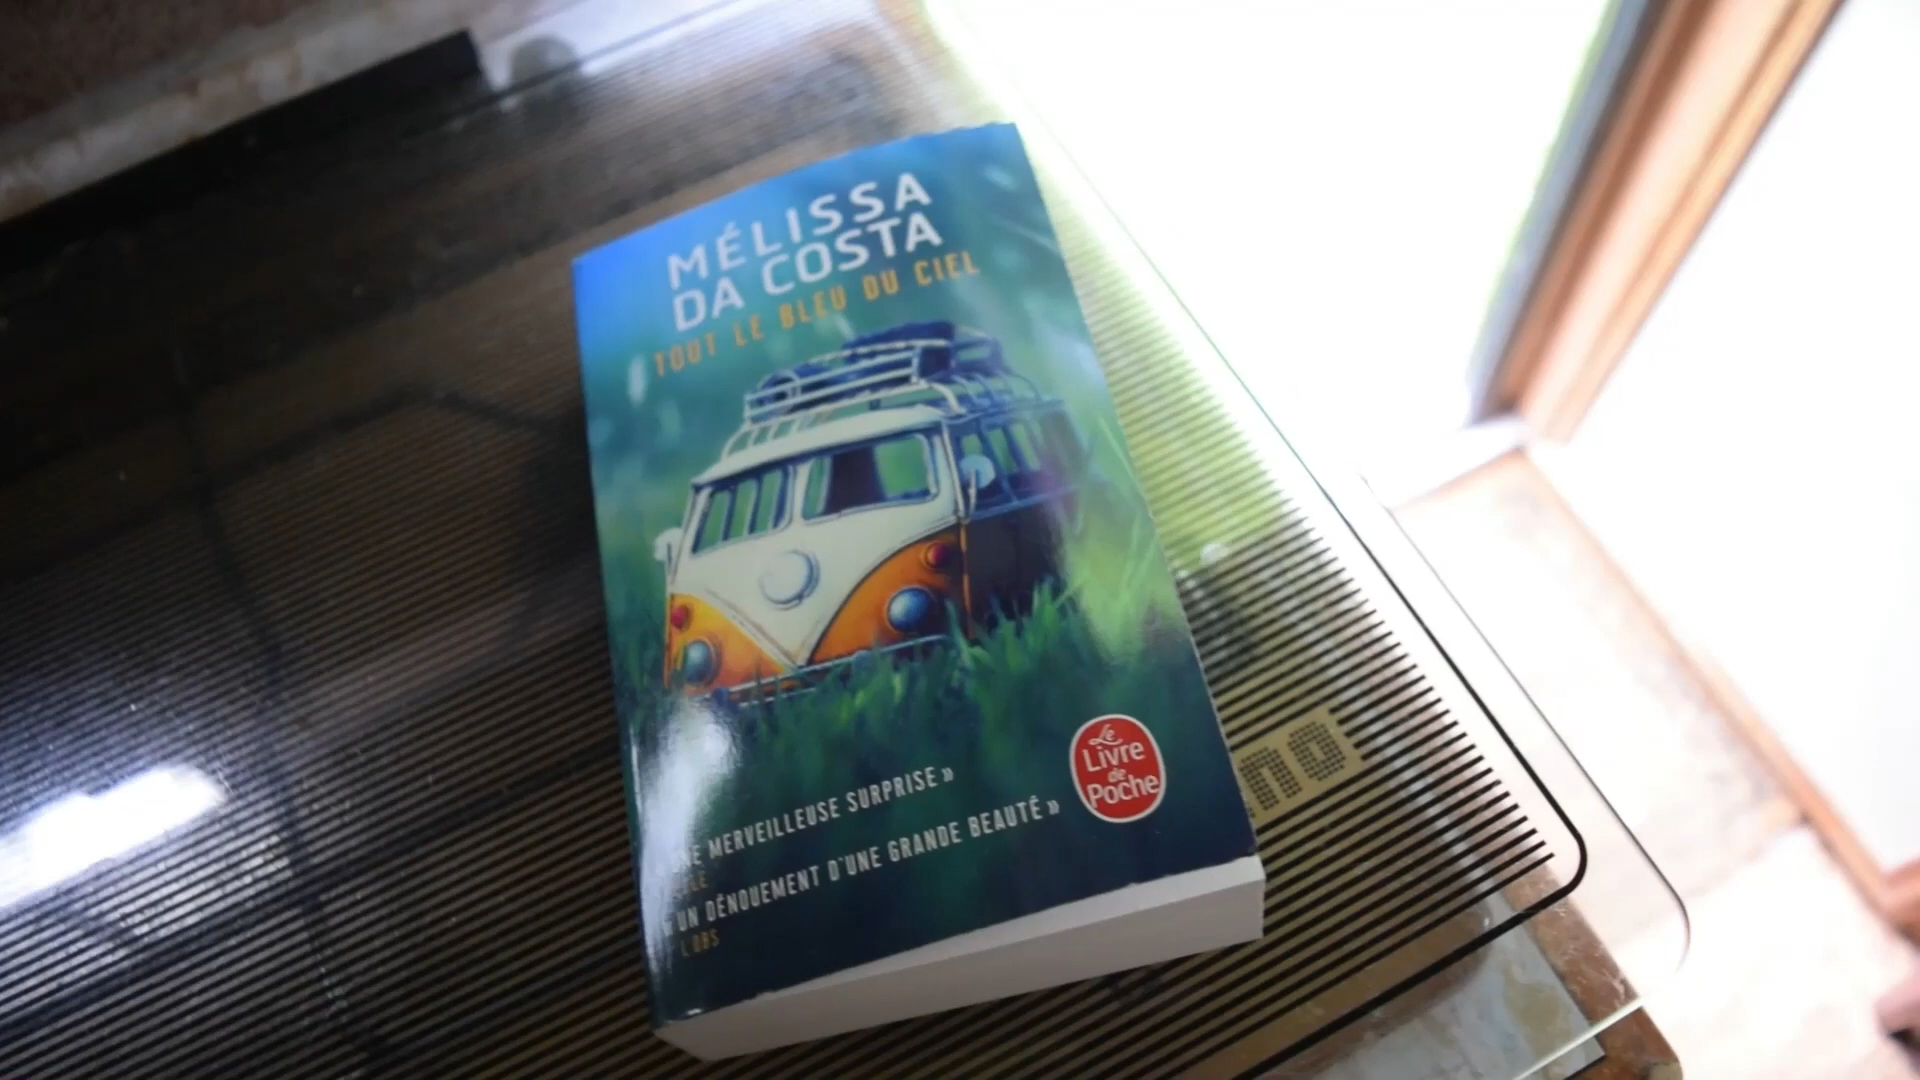 MÉLISSA
DA COSTA
TOUT LE BLEU DU CIEL
MERVEILLEUSE SURPRISE »
UN DÉNOUEMENT D'UNE GRANDE BEAUTÉ »
L'OBS
Le
Livre
de
Poche